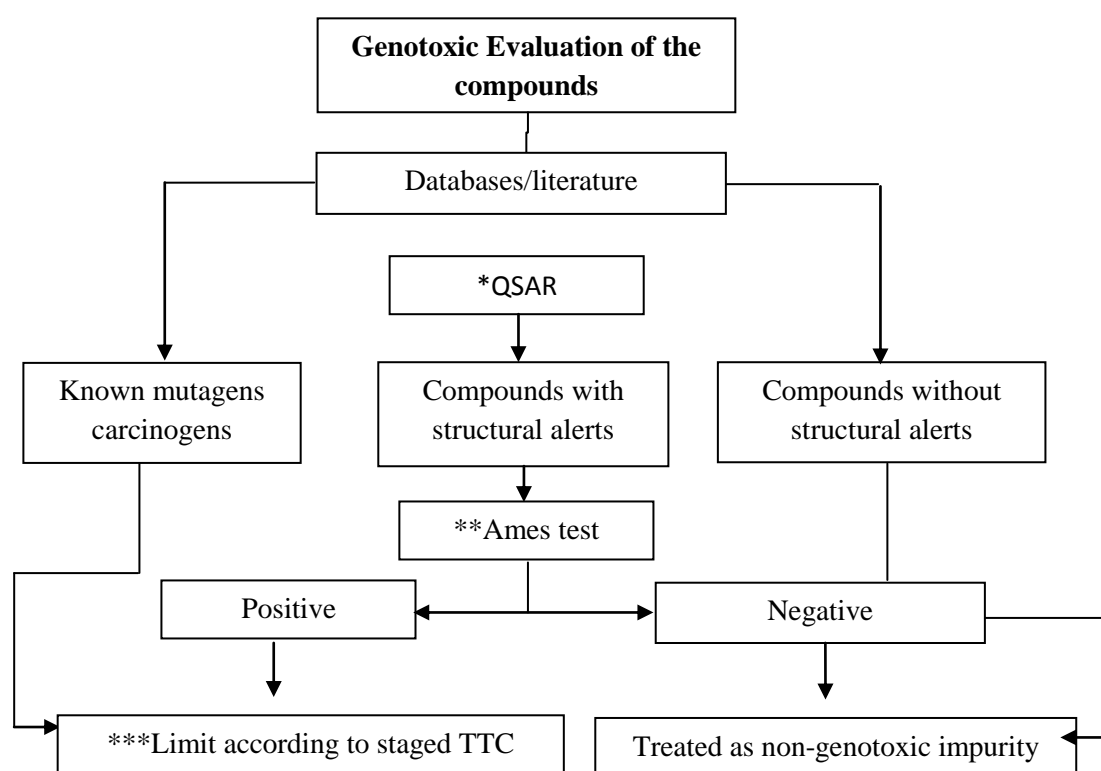 Genotoxic Evaluation of the
compounds
Databases/literature
*QSAR
Known mutagens
carcinogens
Compounds with
structural alerts
Compounds without
structural alerts
**Ames test
Positive
Negative
***Limit according to staged TTC
Treated as non-genotoxic impurity